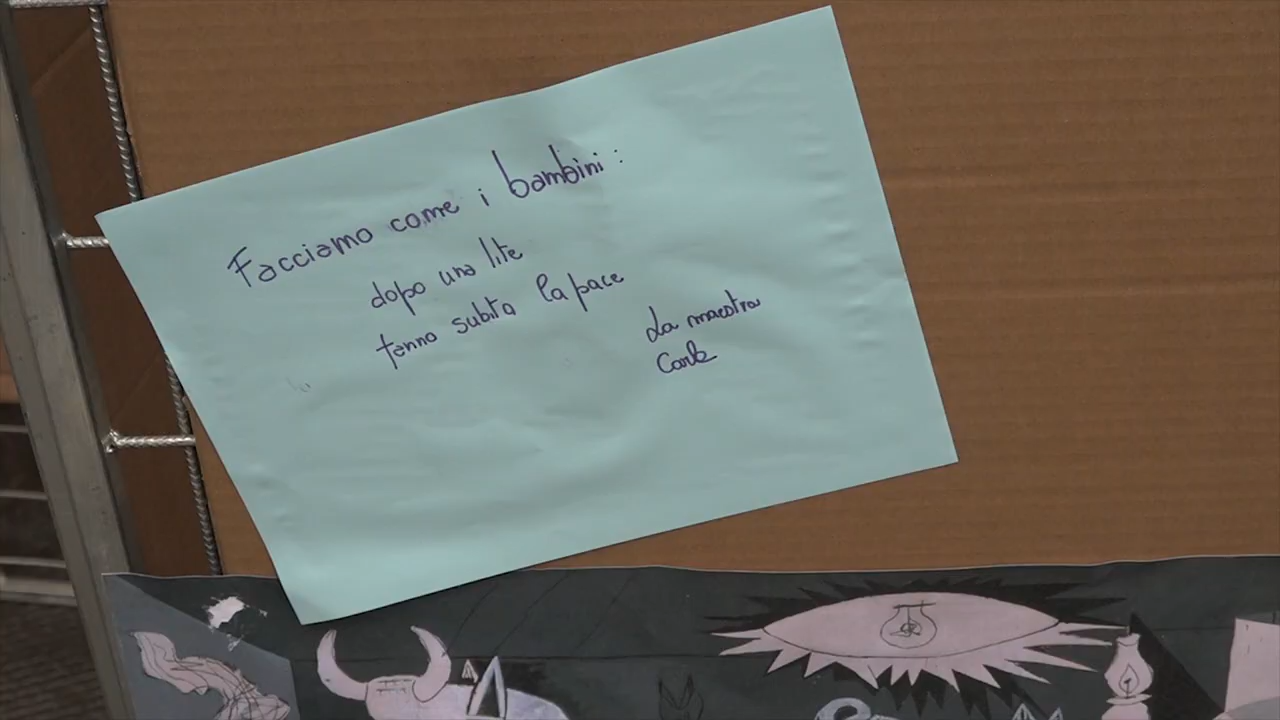 Facciamo come i bambini:
dopo una lite
fanno subito la pace
La maestra
Carla